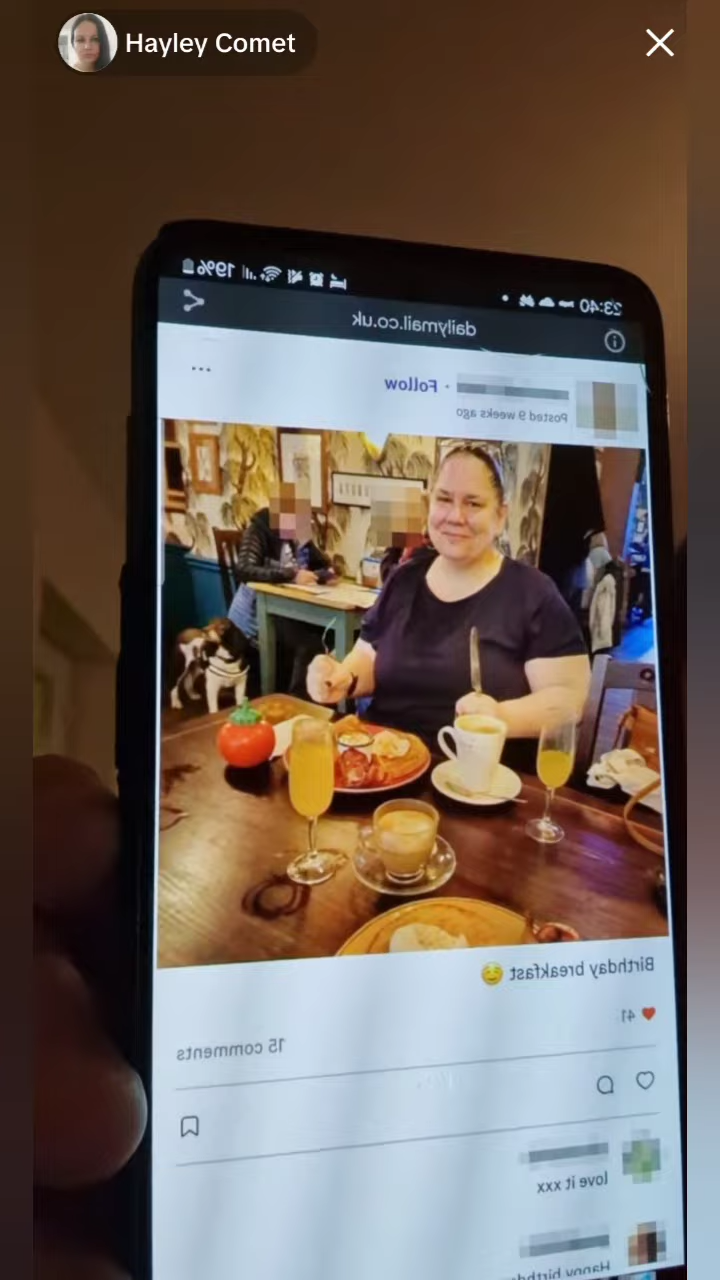 Hayley Comet
23:40
19%
dailymail.co.uk
· Follow
Posted 9 weeks ago
Birthday breakfast
41
15 comments
love it xxx